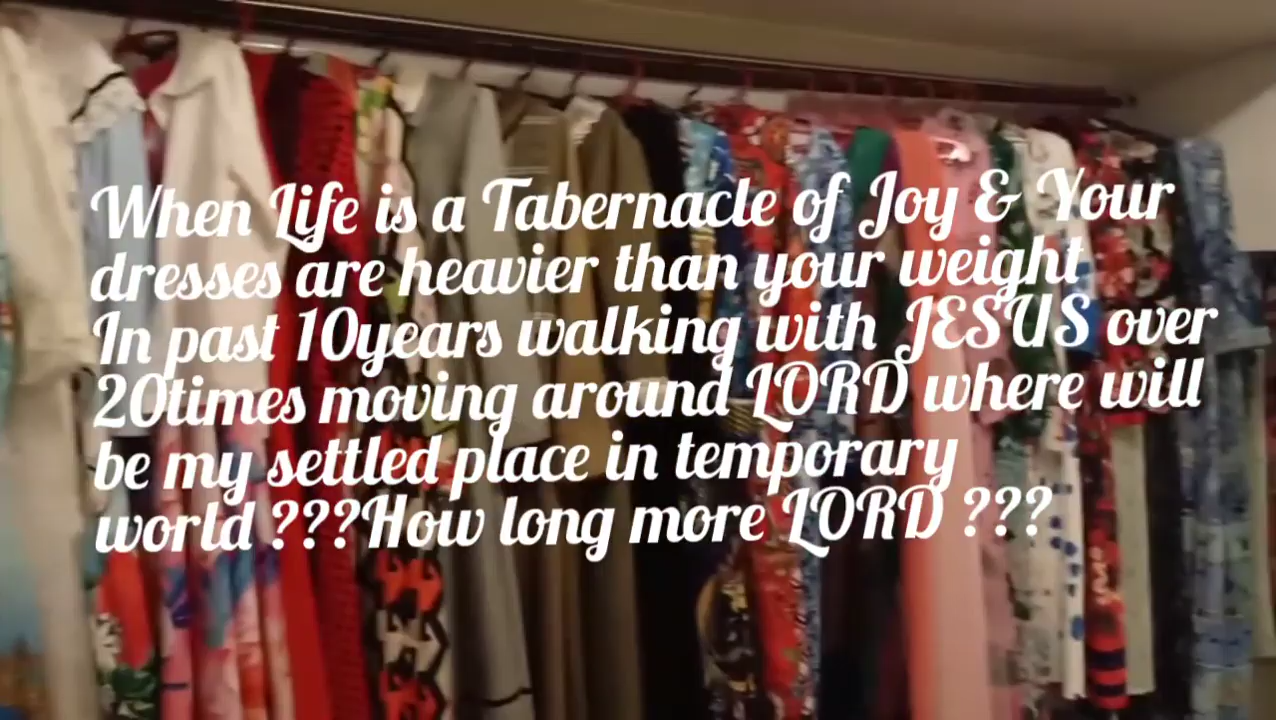 When Life is a Tabernacle of Joy & Your
dresses are heavier than your weight
In past 10years walking with JESUS over
20times moving around LORD where will
be my settled place in temporary
world ???How long more LORD ???